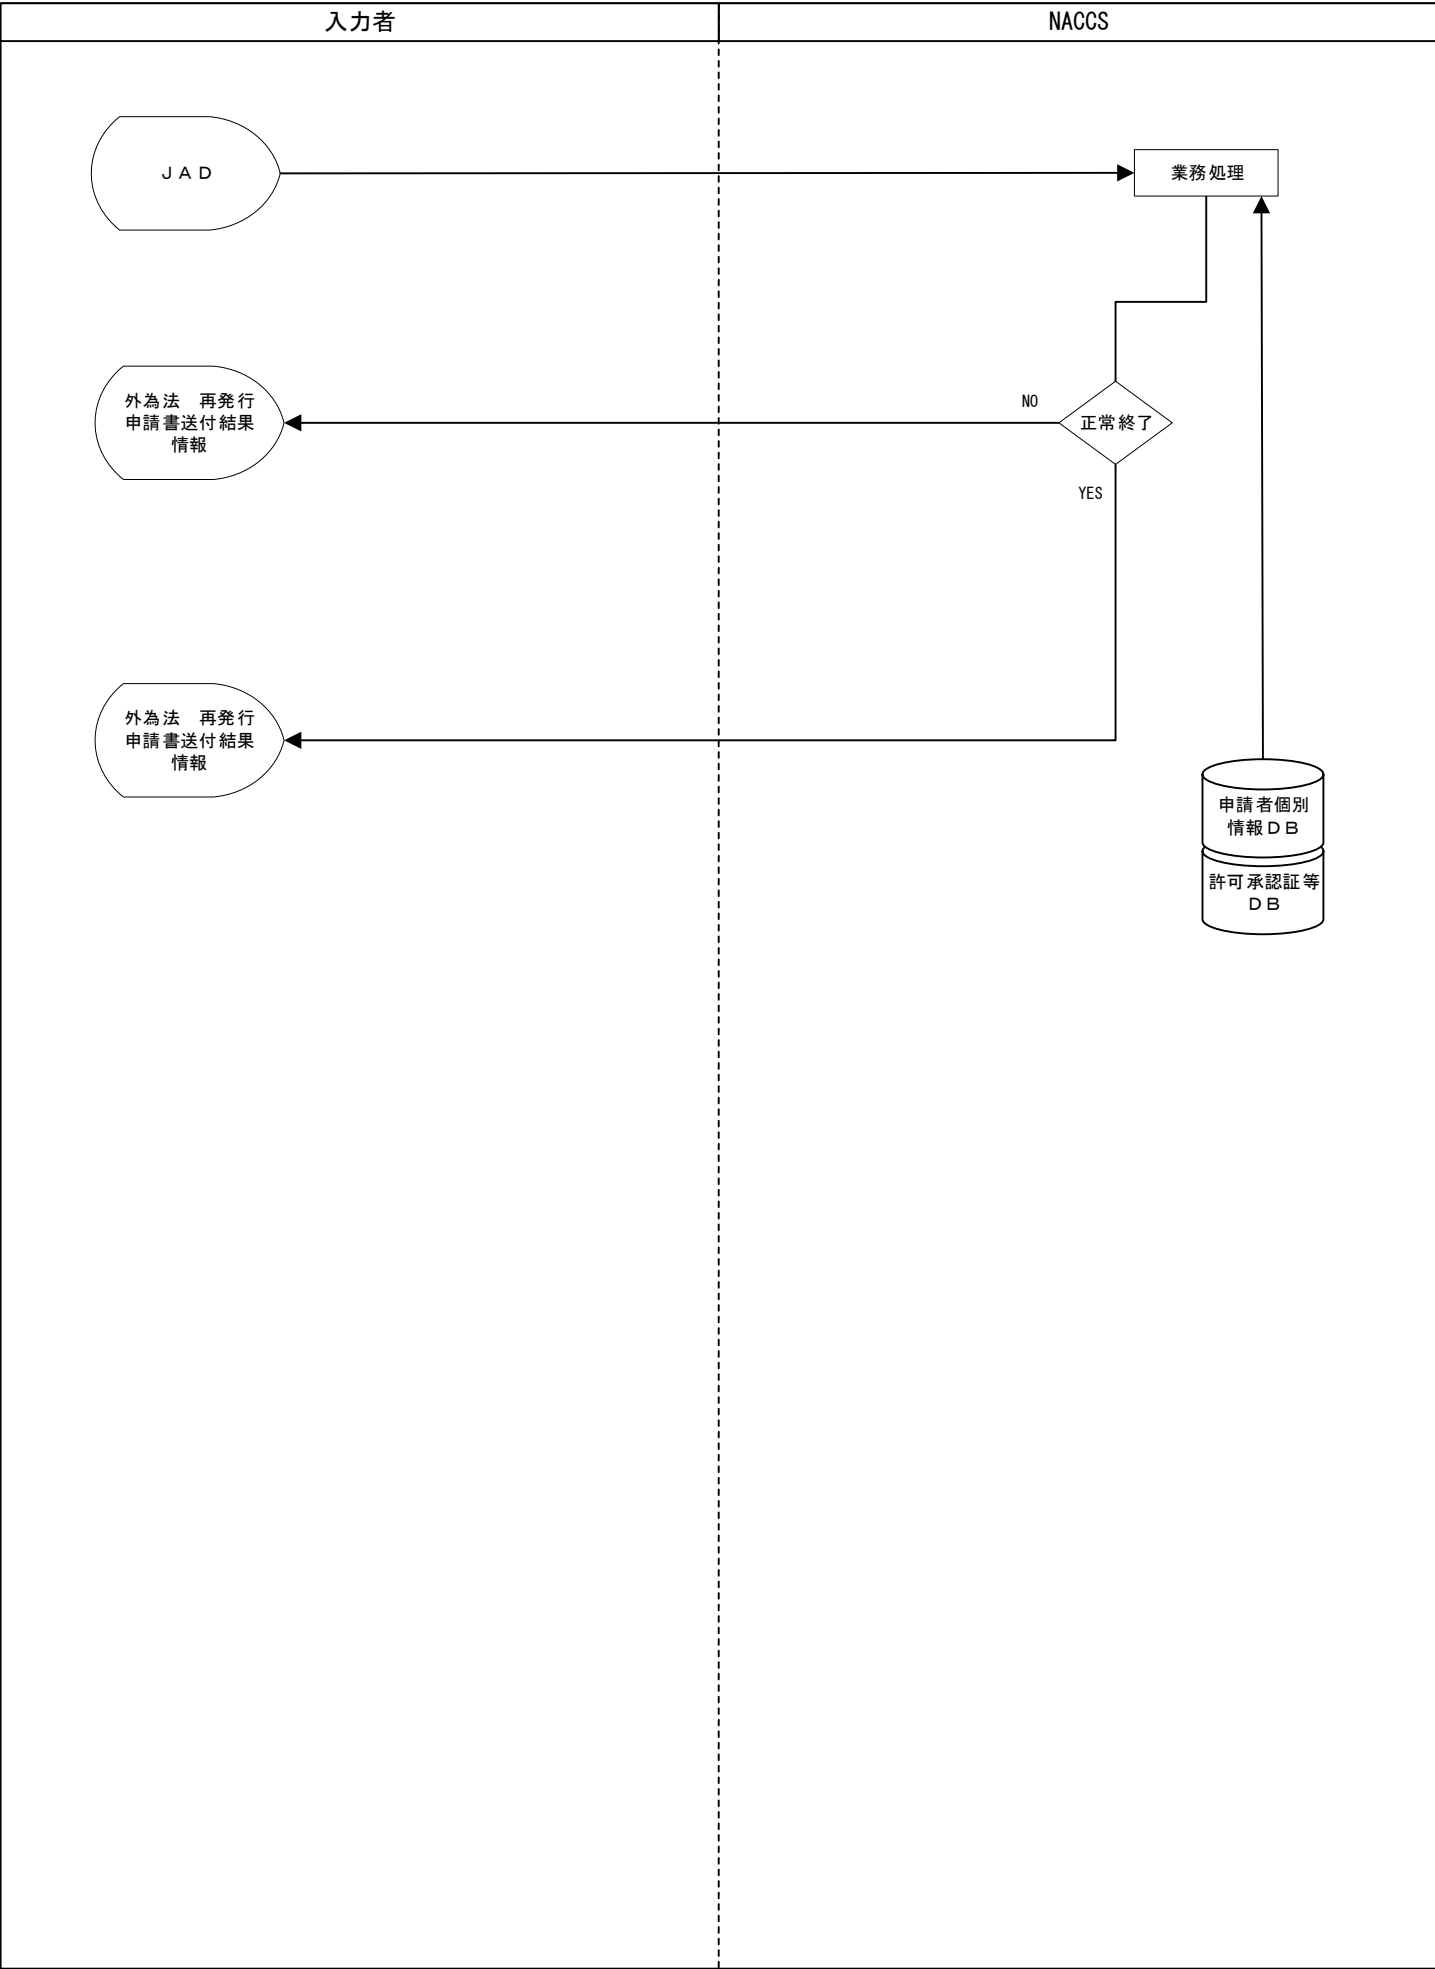 入力者
NACCS
ＪＡＤ
業務処理
外為法　再発行
申請書送付結果
情報
NO
正常終了
YES
外為法　再発行
申請書送付結果
情報
申請者個別
情報ＤＢ
許可承認証等
ＤＢ